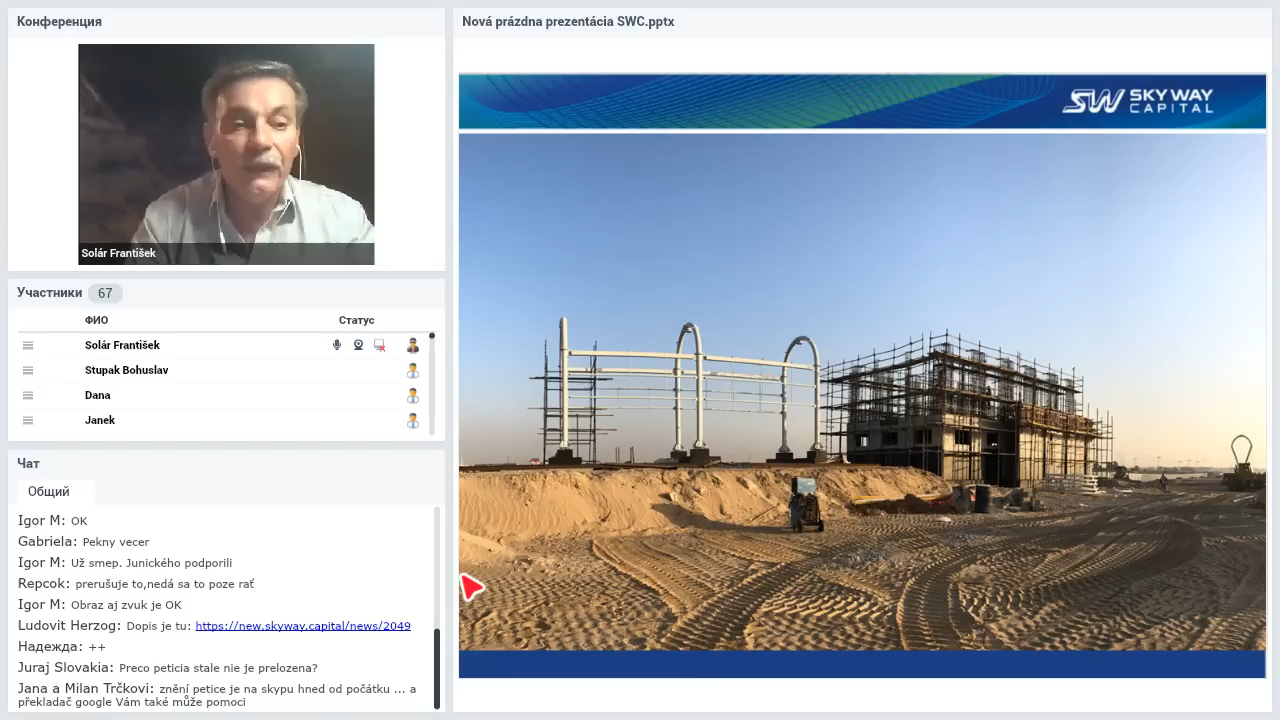 Конференция
Solár František
Участники 67
ФИО Статус
Solár František
Stupak Bohuslav
Dana
Janek
Чат
Общий
Igor M: OK
Gabriela: Pekny vecer
Igor M: Už smep. Junického podporili
Repcok: prerušuje to,nedá sa to poze rať
Igor M: Obraz aj zvuk je OK
Ludovit Herzog: Dopis je tu: https://new.skyway.capital/news/2049
Надежда: ++
Juraj Slovakia: Preco peticia stale nie je prelozena?
Jana a Milan Trčkovi: znění petice je na skypu hned od počátku ... a
překladač google Vám také může pomoci
Nová prázdna prezentácia SWC.pptx
SW SKY WAY
CAPITAL